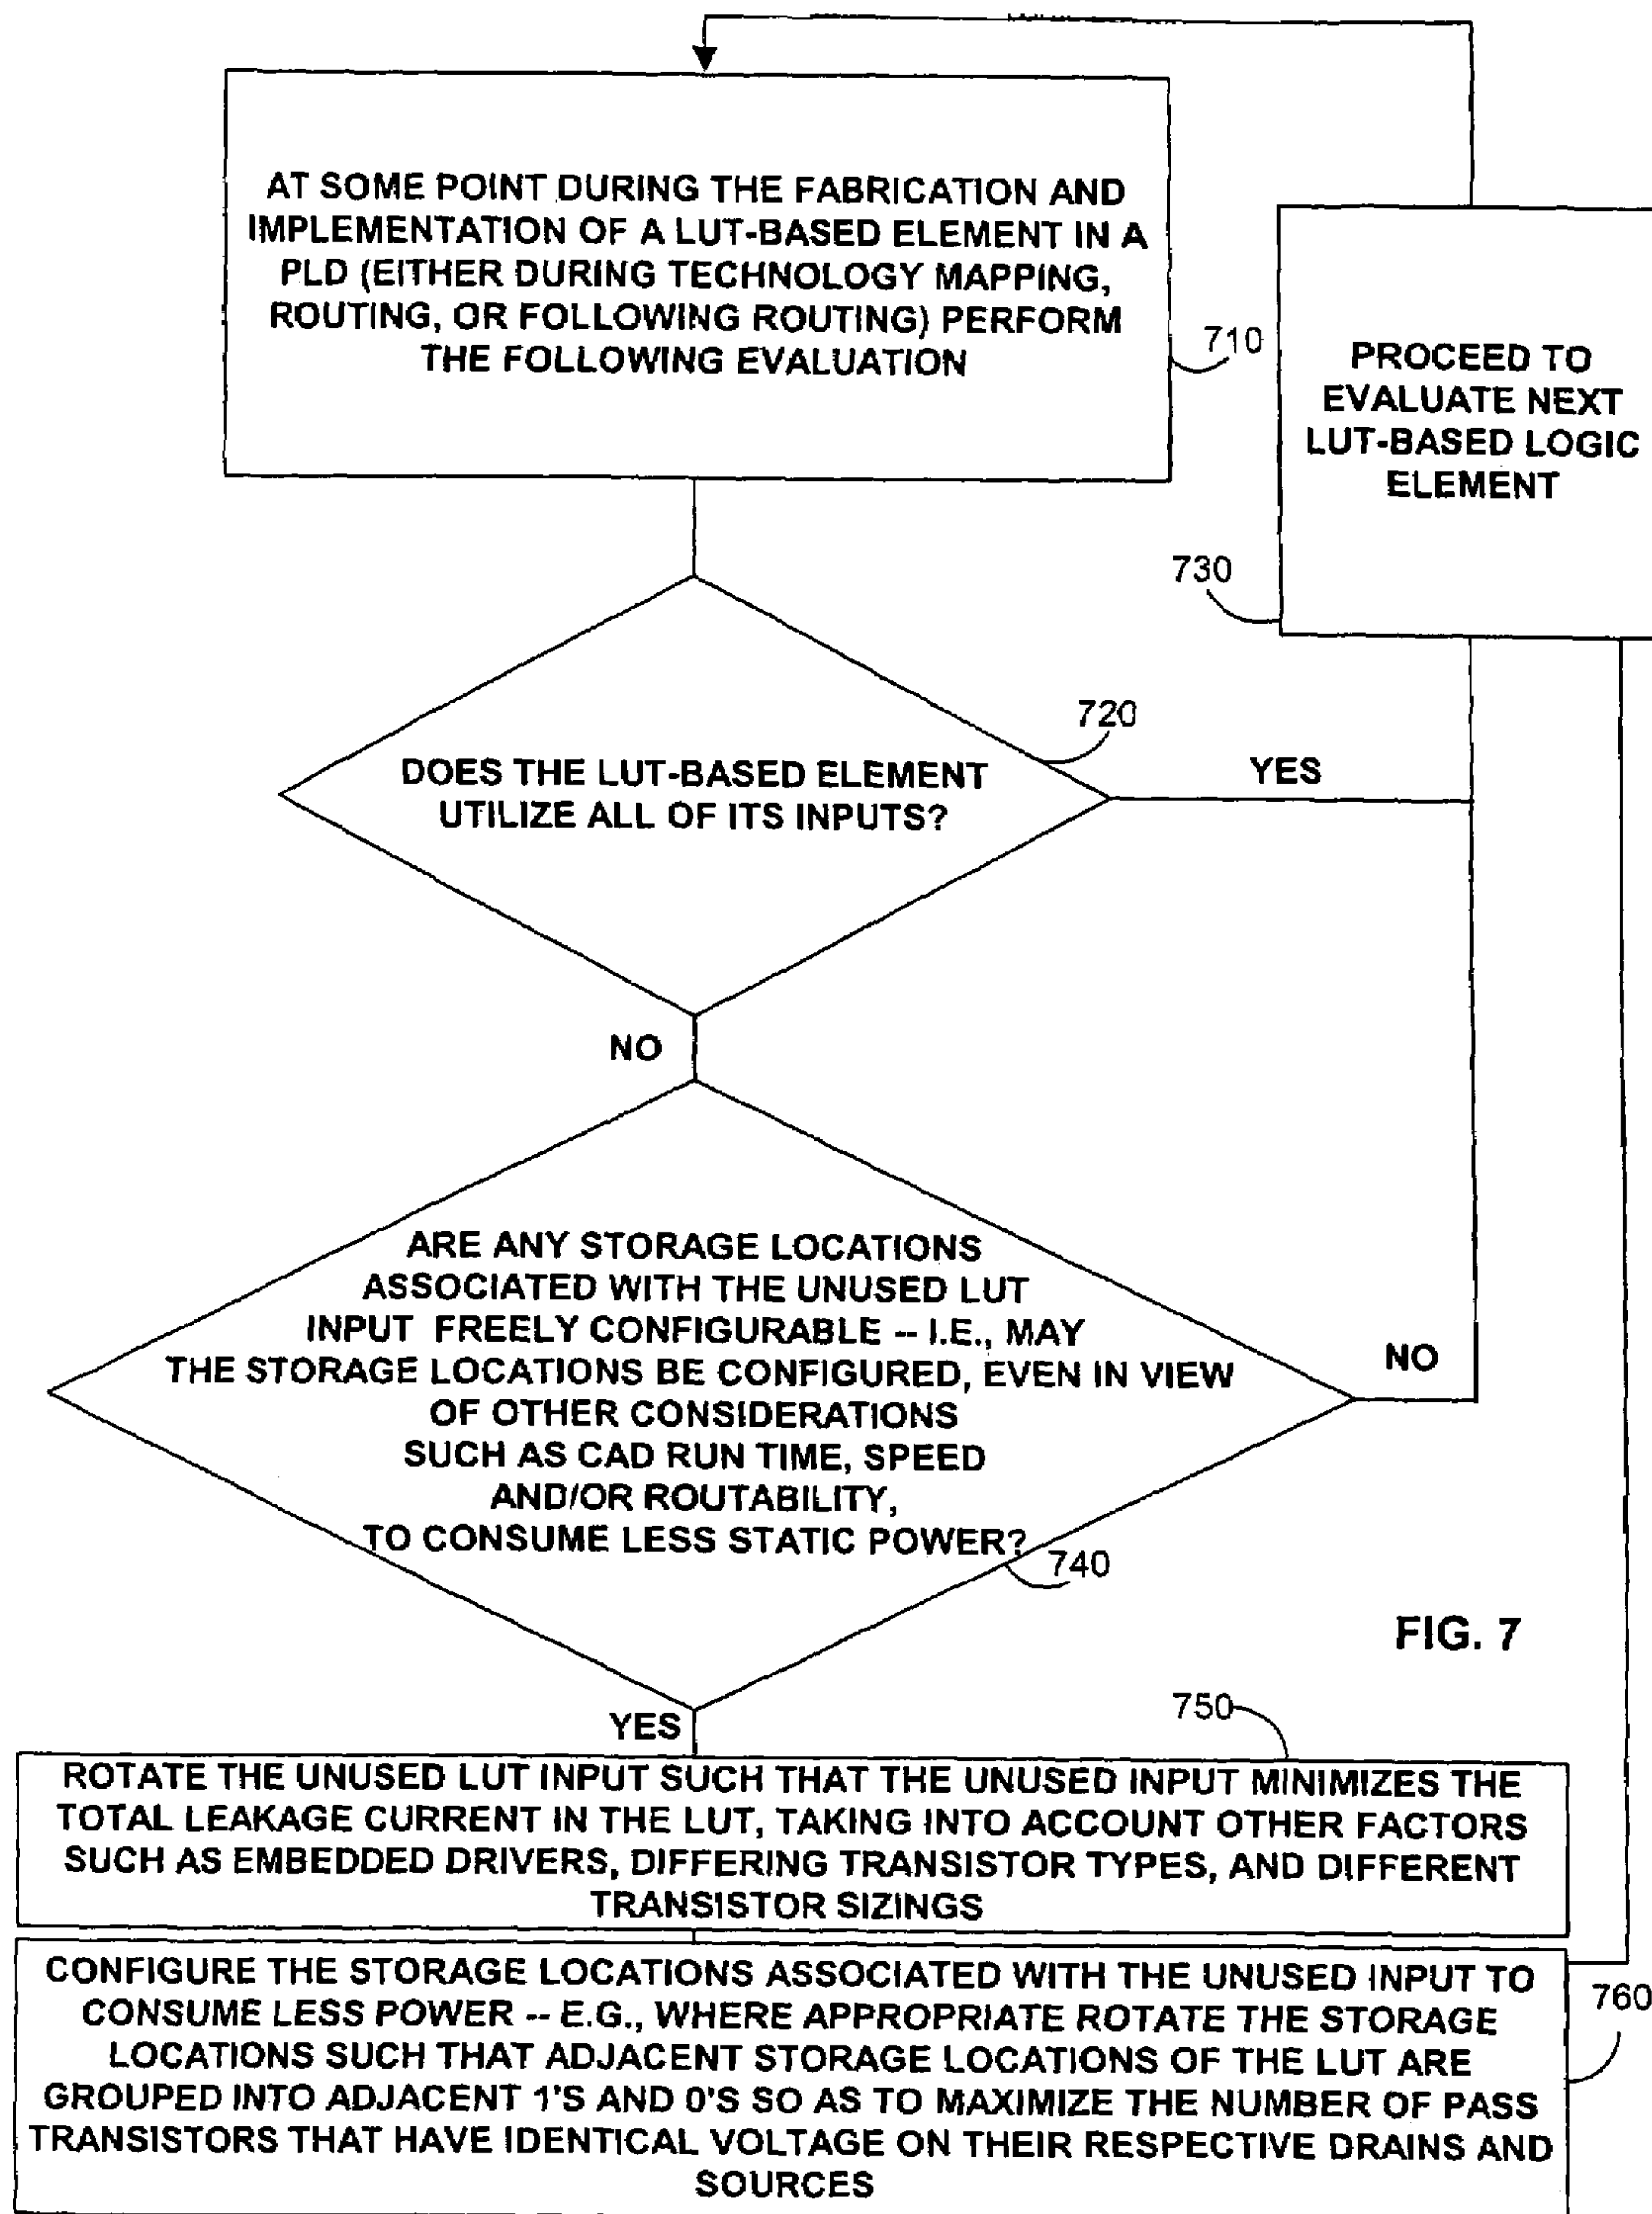 AT SOME POINT DURING THE FABRICATION AND
IMPLEMENTATION OF A LUT-BASED ELEMENT IN A
PLD (EITHER DURING TECHNOLOGY MAPPING,
ROUTING, OR FOLLOWING ROUTING) PERFORM
THE FOLLOWING EVALUATION
710
PROCEED TO
EVALUATE NEXT
LUT-BASED LOGIC
ELEMENT
730
720
DOES THE LUT-BASED ELEMENT
UTILIZE ALL OF ITS INPUTS?
YES
NO
ARE ANY STORAGE LOCATIONS
ASSOCIATED WITH THE UNUSED LUT
INPUT FREELY CONFIGURABLE -- I.E., MAY
THE STORAGE LOCATIONS BE CONFIGURED, EVEN IN VIEW
OF OTHER CONSIDERATIONS
SUCH AS CAD RUN TIME, SPEED
AND/OR ROUTABILITY,
TO CONSUME LESS STATIC POWER?
NO
740
FIG. 7
YES
750
ROTATE THE UNUSED LUT INPUT SUCH THAT THE UNUSED INPUT MINIMIZES THE
TOTAL LEAKAGE CURRENT IN THE LUT, TAKING INTO ACCOUNT OTHER FACTORS
SUCH AS EMBEDDED DRIVERS, DIFFERING TRANSISTOR TYPES, AND DIFFERENT
TRANSISTOR SIZINGS
CONFIGURE THE STORAGE LOCATIONS ASSOCIATED WITH THE UNUSED INPUT TO
CONSUME LESS POWER -- E.G., WHERE APPROPRIATE ROTATE THE STORAGE
LOCATIONS SUCH THAT ADJACENT STORAGE LOCATIONS OF THE LUT ARE
GROUPED INTO ADJACENT 1'S AND 0'S SO AS TO MAXIMIZE THE NUMBER OF PASS
TRANSISTORS THAT HAVE IDENTICAL VOLTAGE ON THEIR RESPECTIVE DRAINS AND
SOURCES
760